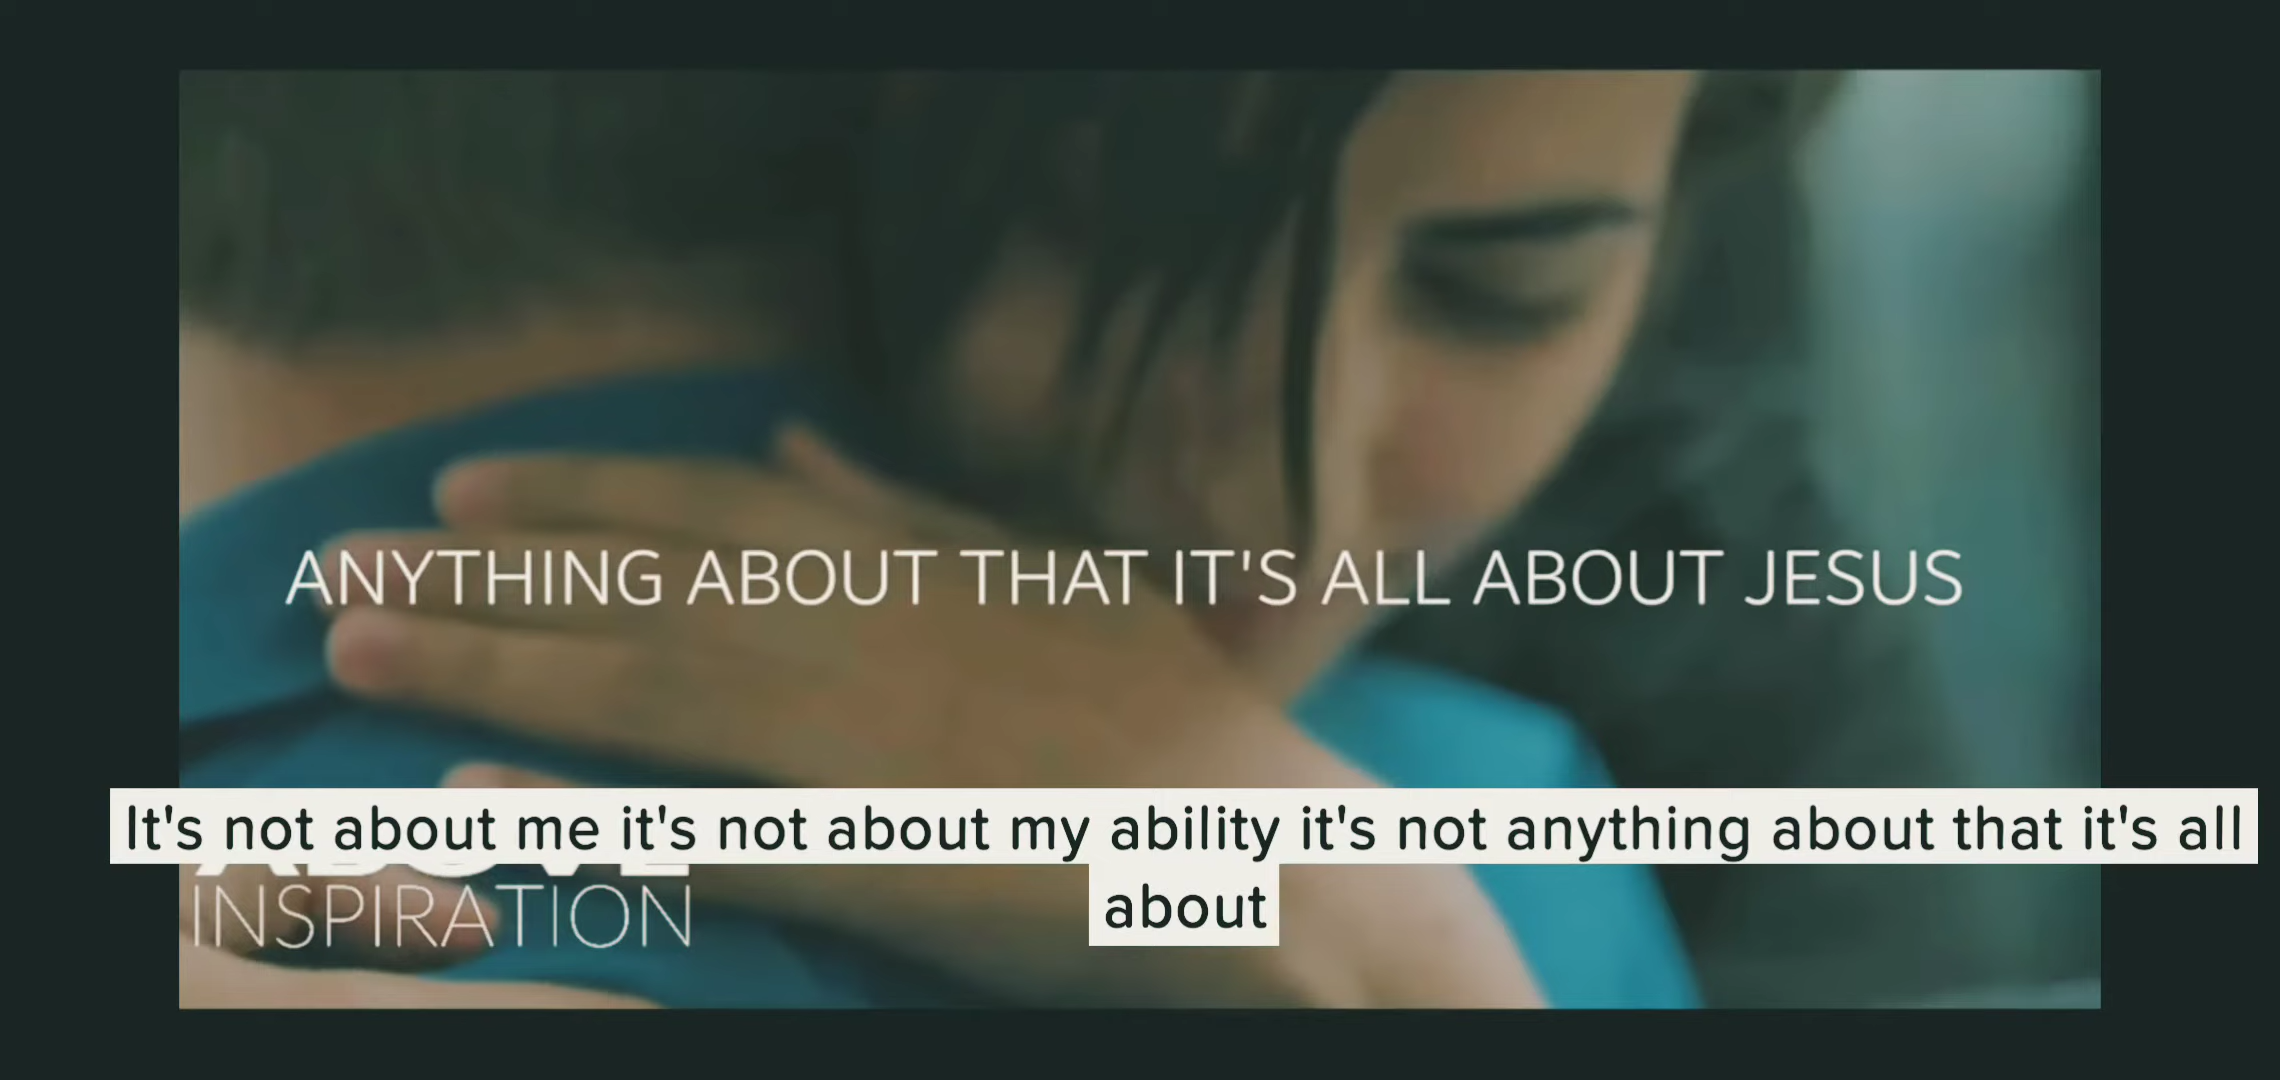 ANYTHING ABOUT THAT IT'S ALL ABOUT JESUS
It's not about me it's not about my ability it's not anything about that it's all
about
INSPIRATION